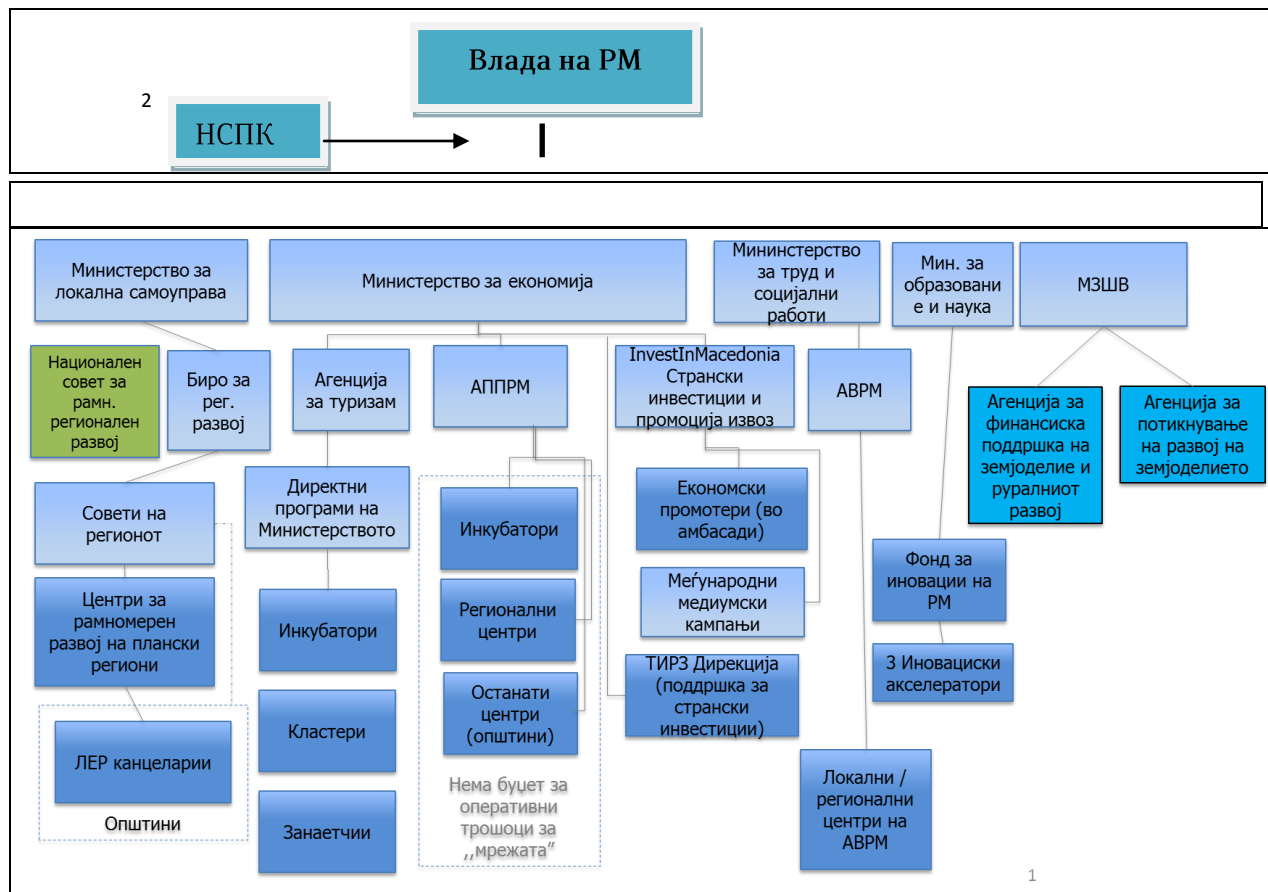 Влада на РМ
2
НСПК
Министерство за
локална самоуправа
Министерство за економија
Мининстерство
за труд и
социјални
работи
Мин. за
образовани
е и наука
МЗШВ
Национален
совет за
рамн.
регионален
развој
Биро за
рег.
развој
Агенција
за туризам
АППРМ
InvestInMacedonia
Странски
инвестиции и
промоција извоз
АВРМ
Агенција за
финансиска
поддршка на
земјоделие и
руралниот
развој
Агенција за
потикнување
на развој на
земјоделието
Совети на
регионот
Директни
програми на
Министерството
Инкубатори
Економски
промотери (во
амбасади)
Фонд за
иновации на
РМ
Центри за
рамномерен
развој на плански
региони
Инкубатори
Регионални
центри
Меѓународни
медиумски
кампањи
3 Иновациски
акселератори
ЛЕР канцеларии
Општини
Кластери
Останати
центри
(општини)
ТИРЗ Дирекција
(поддршка за
странски
инвестиции)
Занаетчии
Нема буџет за
оперативни
трошоци за
,,мрежата”
Локални /
регионални
центри на
АВРМ
1